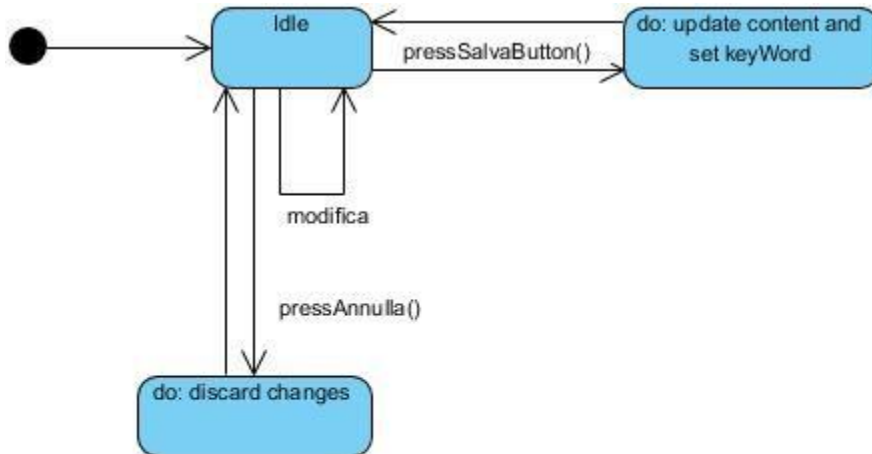 Idle
do: update content and
set keyWord
pressSalvaButton()
modifica
pressAnnulla()
do: discard changes